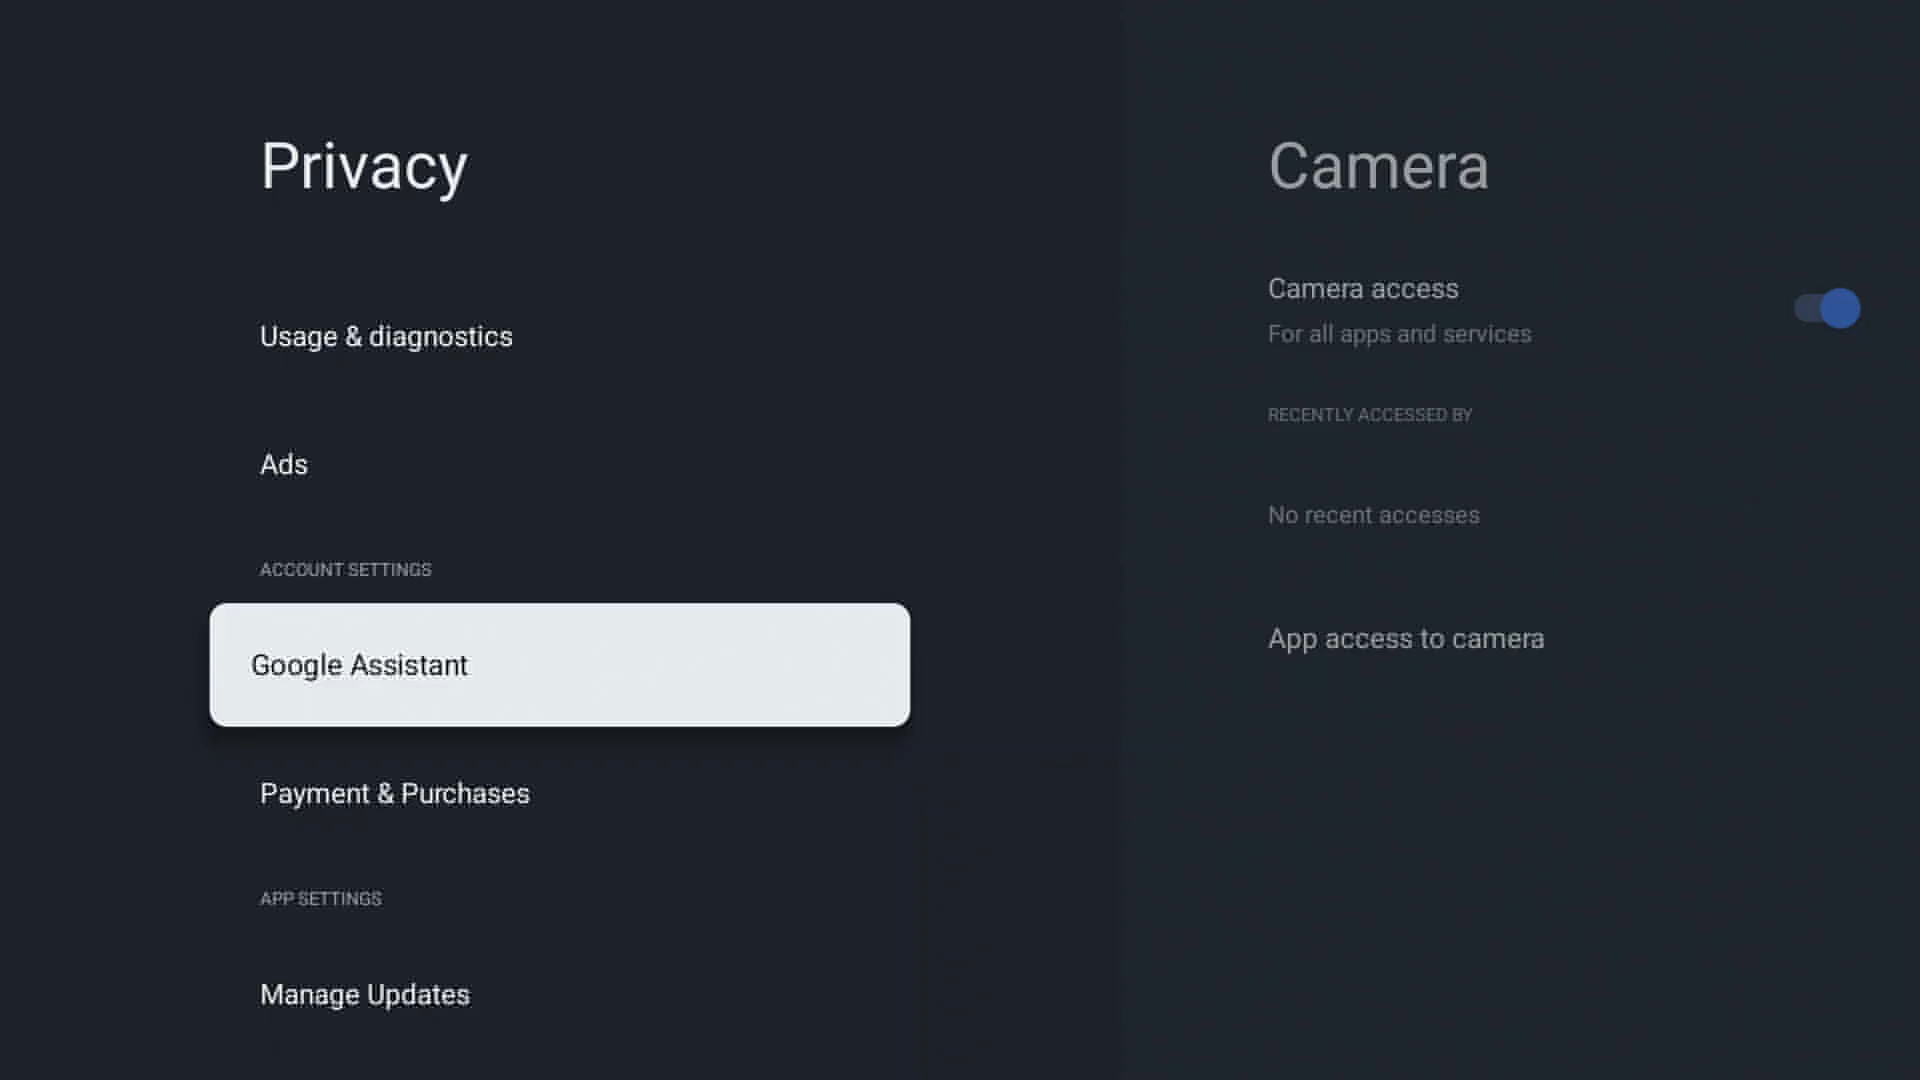 Privacy
Usage & diagnostics
Ads
ACCOUNT SETTINGS
Google Assistant
Payment & Purchases
APP SETTINGS
Manage Updates
Camera
Camera access
For all apps and services
RECENTLY ACCESSED BY
No recent accesses
App access to camera